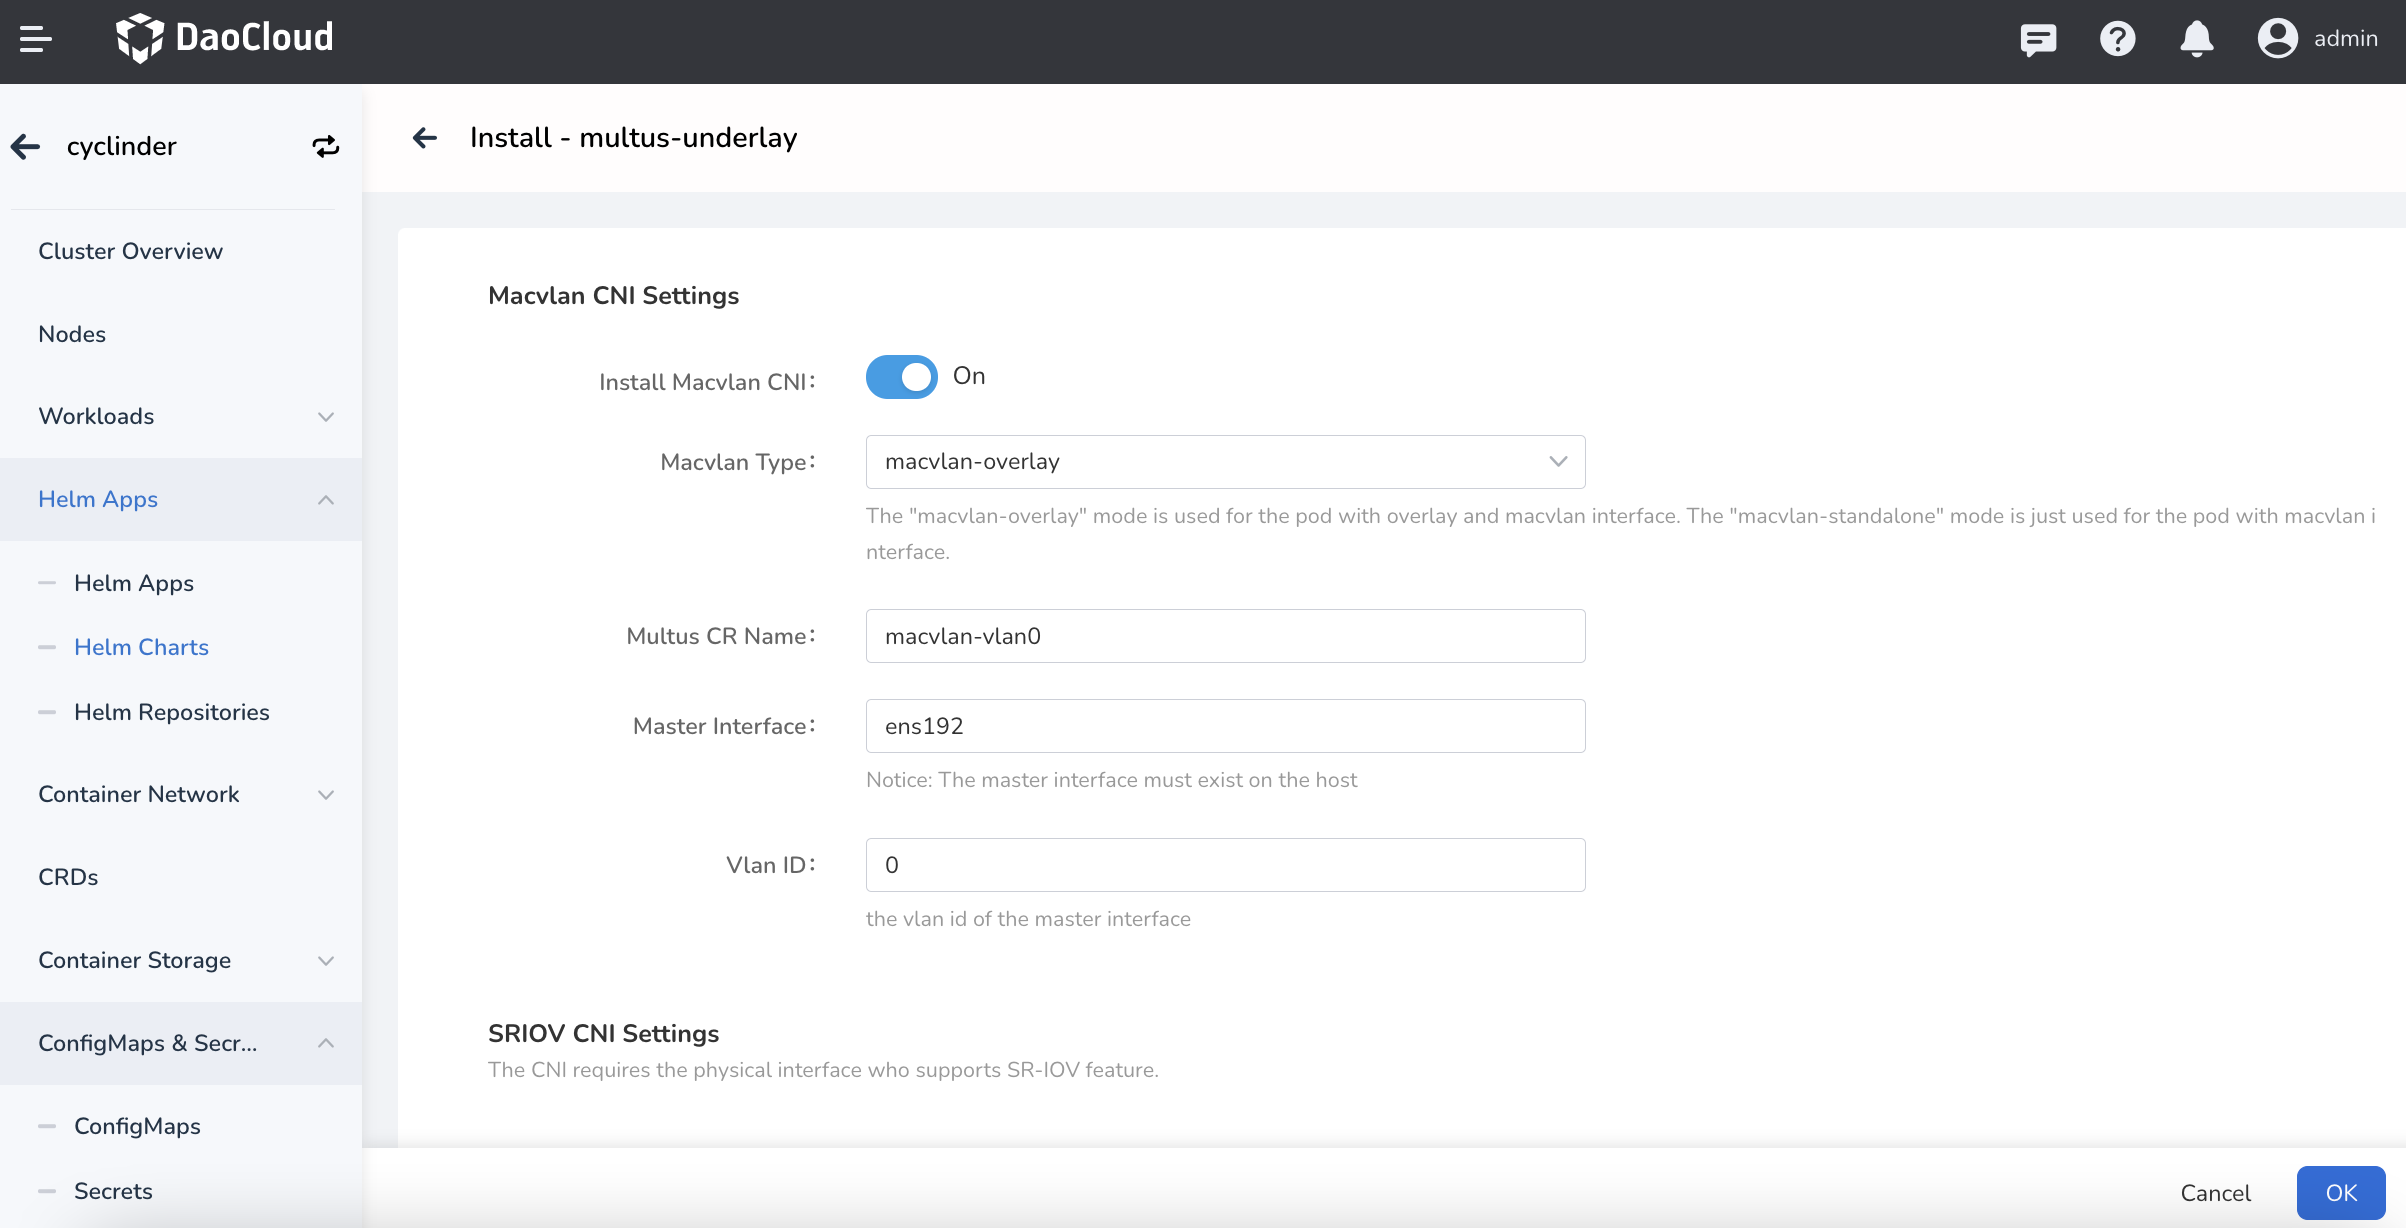 DaoCloud
admin
cyclinder
Cluster Overview
Nodes
Workloads
Helm Apps
Helm Apps
Helm Charts
Helm Repositories
Container Network
CRDs
Container Storage
ConfigMaps & Secr...
ConfigMaps
Secrets
Install - multus-underlay
Macvlan CNI Settings
Install Macvlan CNI: On
Macvlan Type: macvlan-overlay
The "macvlan-overlay" mode is used for the pod with overlay and macvlan interface. The "macvlan-standalone" mode is just used for the pod with macvlan i
nterface.
Multus CR Name: macvlan-vlan0
Master Interface: ens192
Notice: The master interface must exist on the host
Vlan ID: 0
the vlan id of the master interface
SRIOV CNI Settings
The CNI requires the physical interface who supports SR-IOV feature.
Cancel OK